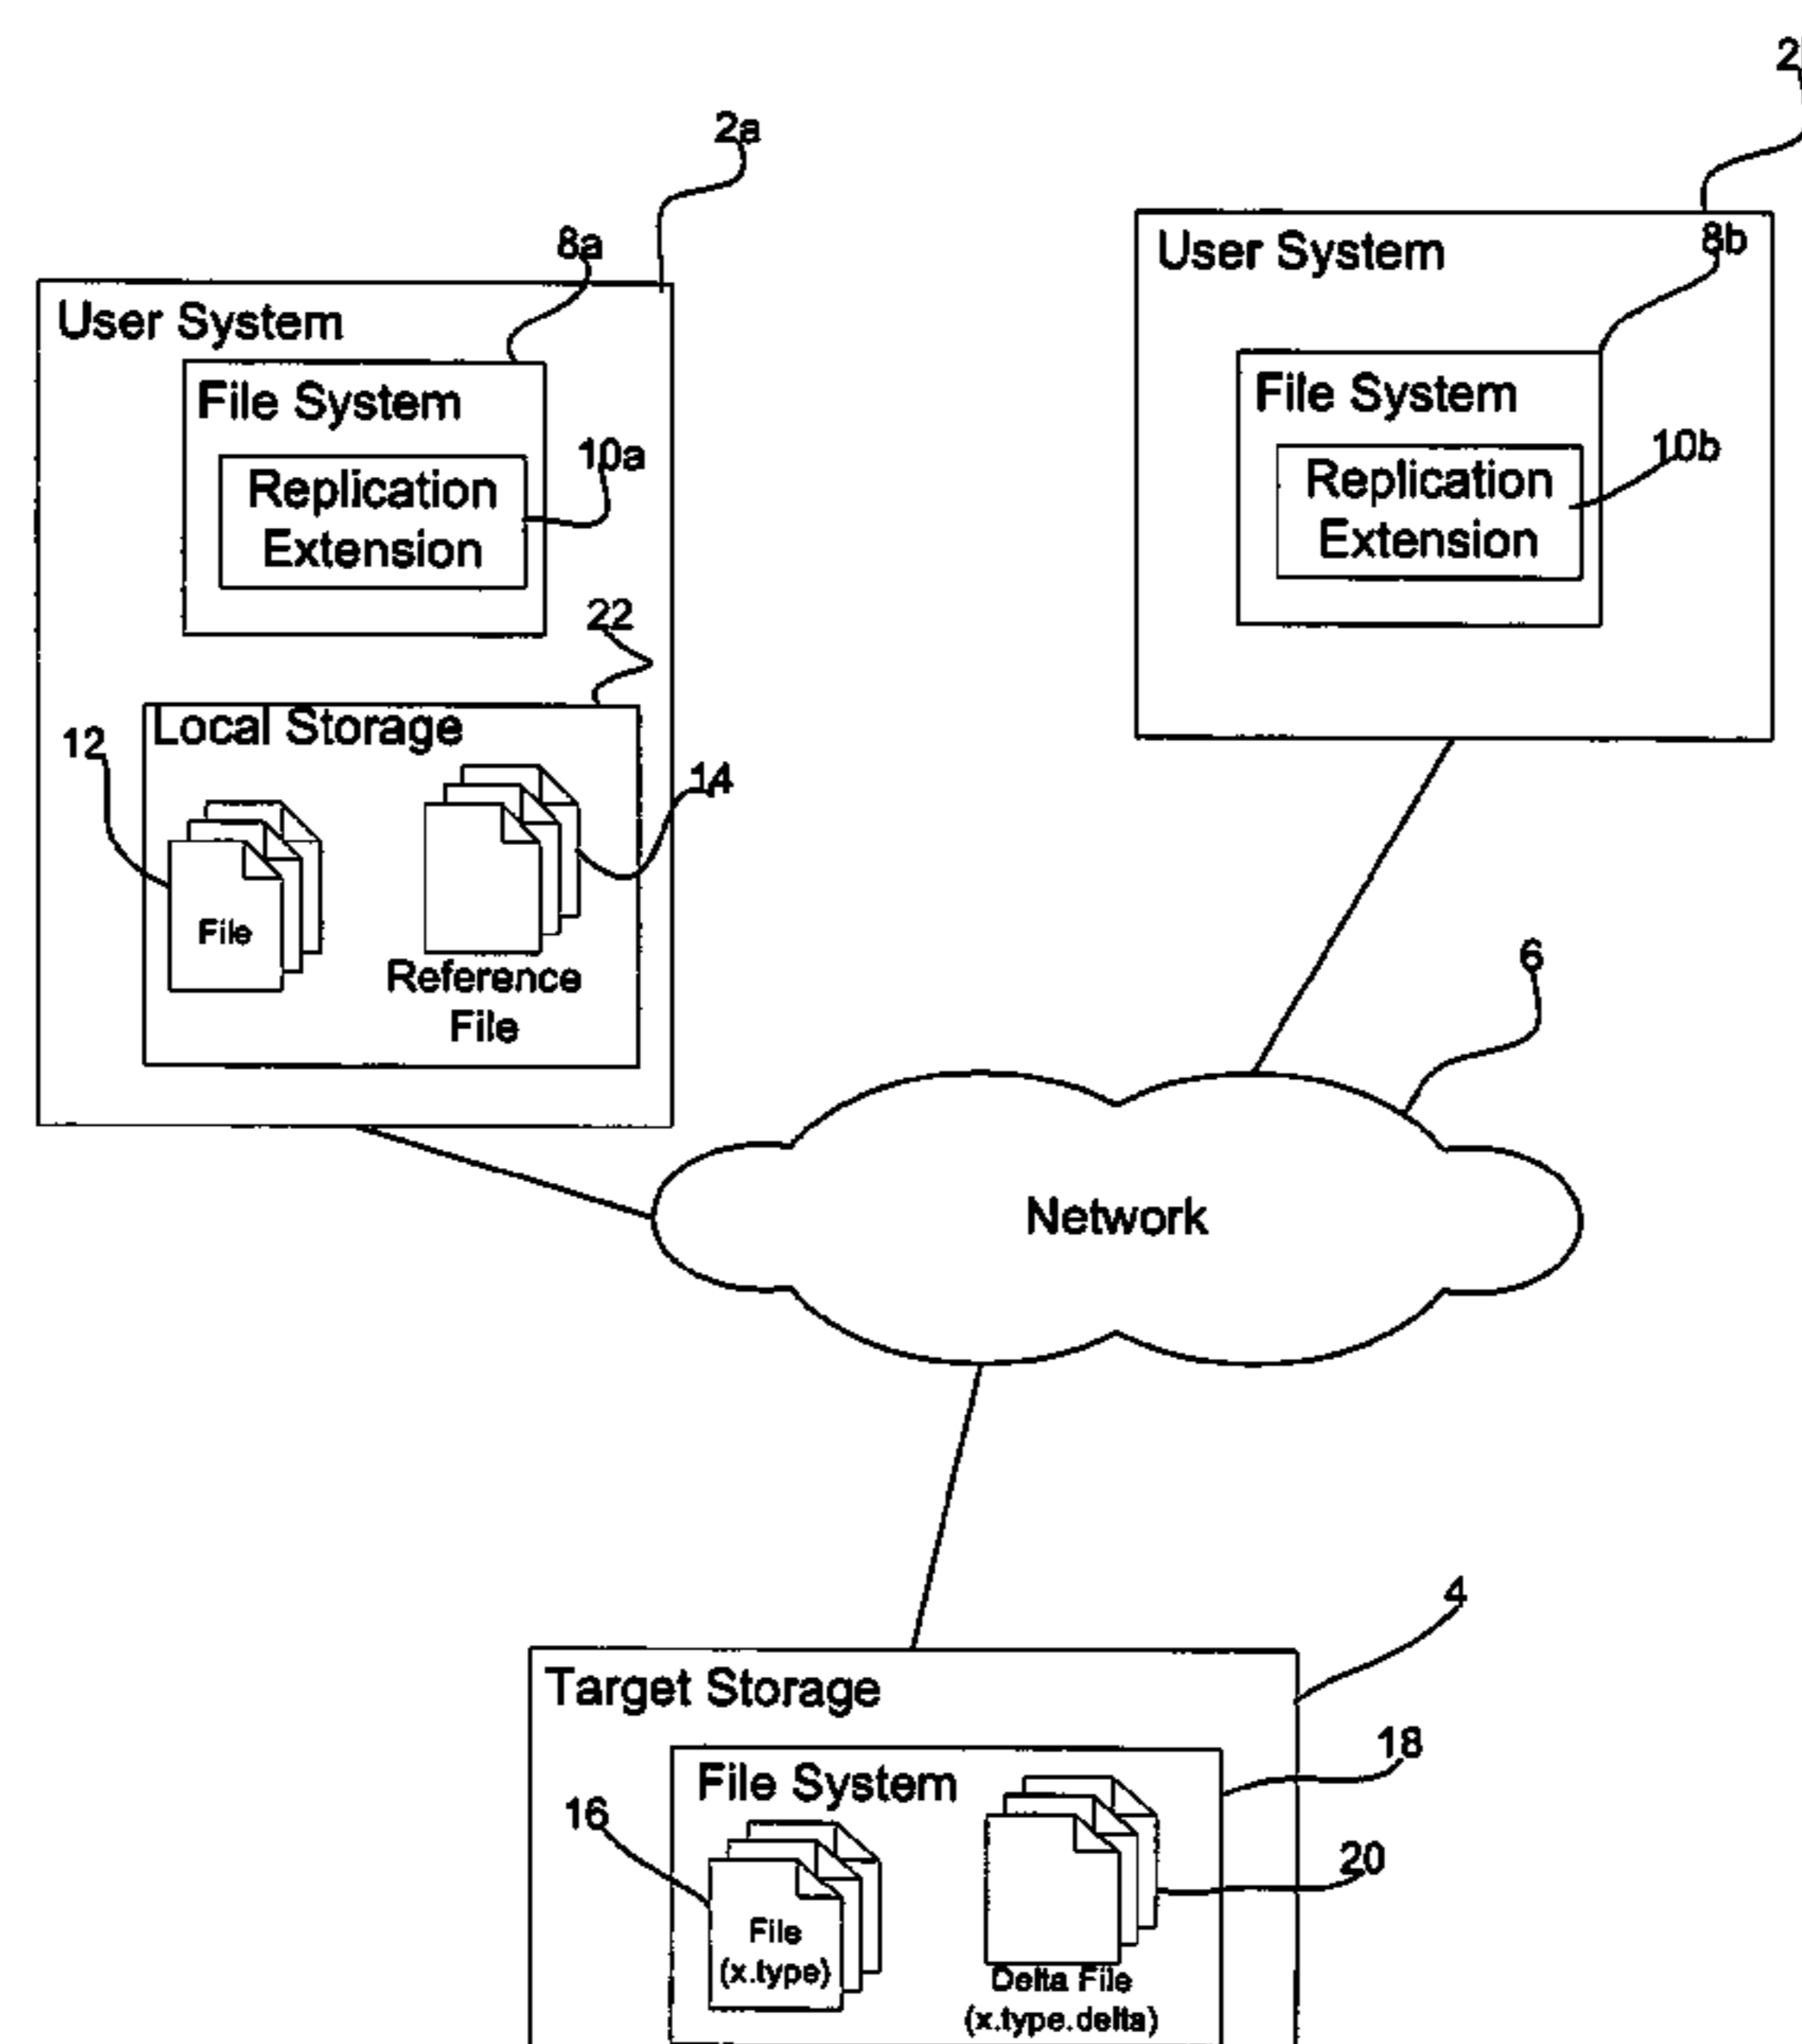 2a
8a
User System
File System
10a
Replication
Extension
22
Local Storage
12
14
File
Reference
File
User System
8b
File System
10b
Replication
Extension
6
Network
4
Target Storage
18
File System
16
20
File
(x.type)
Delta File
(x.type.delta)